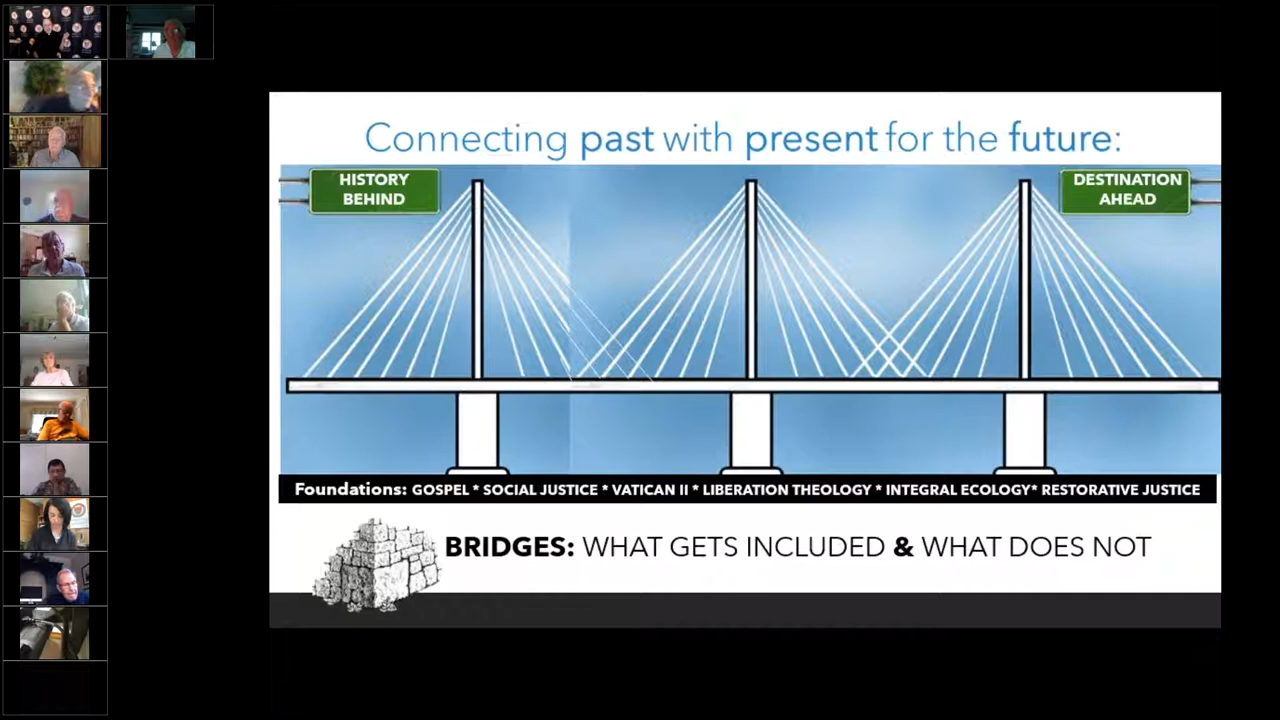 Connecting past with present for the future:
HISTORY
BEHIND
DESTINATION
AHEAD
Foundations: GOSPEL * SOCIAL JUSTICE * VATICAN II * LIBERATION THEOLOGY * INTEGRAL ECOLOGY* RESTORATIVE JUSTICE
BRIDGES: WHAT GETS INCLUDED & WHAT DOES NOT